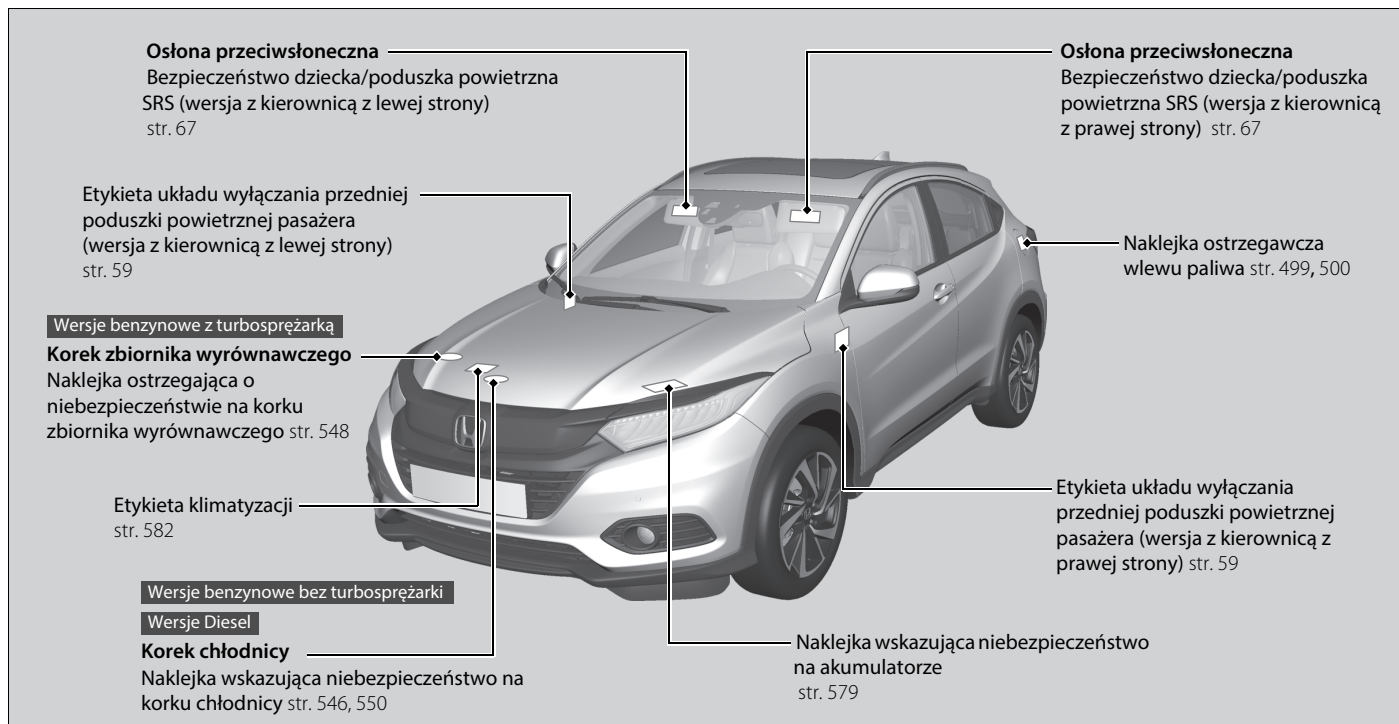 Osłona przeciwsłoneczna
Bezpieczeństwo dziecka/poduszka powietrzna
SRS (wersja z kierownicą z lewej strony)
str. 67
Osłona przeciwsłoneczna
Bezpieczeństwo dziecka/poduszka
powietrzna SRS (wersja z kierownicą
z prawej strony) str. 67
Etykieta układu wyłączania przedniej
poduszki powietrznej pasażera
(wersja z kierownicą z lewej strony)
str. 59
Naklejka ostrzegawcza
wlewu paliwa str. 499, 500
Wersje benzynowe z turbosprężarką
Korek zbiornika wyrównawczego
Naklejka ostrzegająca o
niebezpieczeństwie na korku
zbiornika wyrównawczego str. 548
Etykieta klimatyzacji
str. 582
Etykieta układu wyłączania
przedniej poduszki powietrznej
pasażera (wersja z kierownicą z
prawej strony) str. 59
Wersje benzynowe bez turbosprężarki
Wersje Diesel
Korek chłodnicy
Naklejka wskazująca niebezpieczeństwo na
korku chłodnicy str. 546, 550
Naklejka wskazująca niebezpieczeństwo
na akumulatorze
str. 579